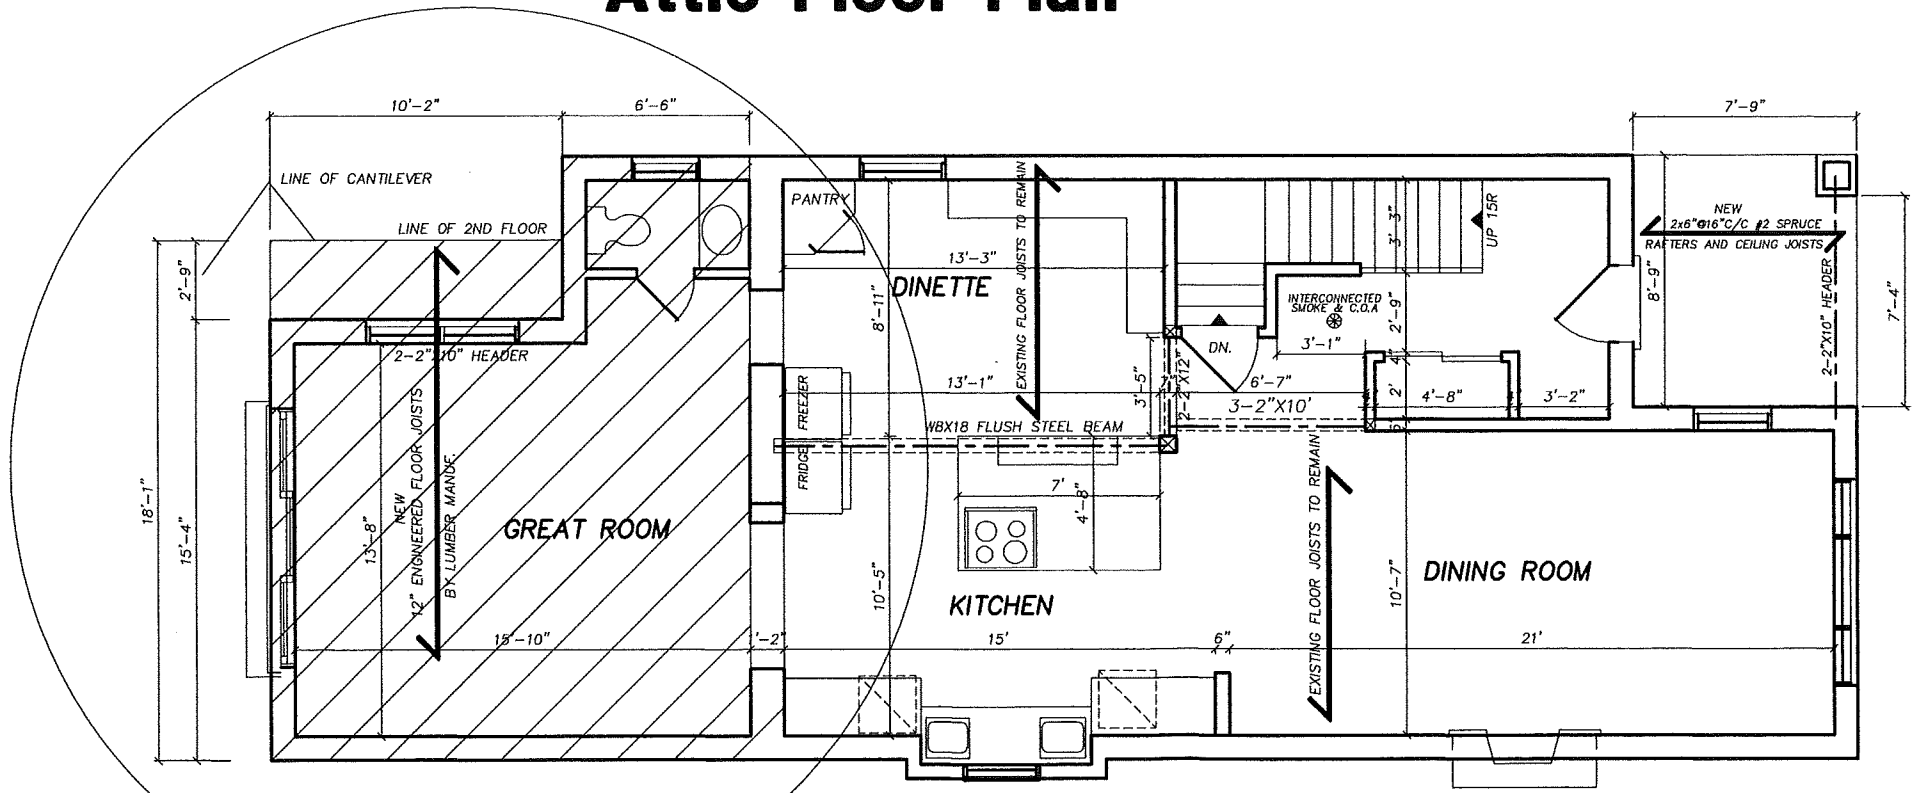 Attic Floor Plan
10'-2"
6'-6"
7'-9"
LINE OF CANTILEVER
LINE OF 2ND FLOOR
PANTRY
EXISTING FLOOR JOISTS TO REMAIN
3'-3"
UP 15R
NEW
2x6"@16"C/C #2 SPRUCE
RAFTERS AND CEILING JOISTS
2-2"X10" HEADER
8'-9"
7'-4"
13'-3"
DINETTE
8'-11"
2'-9"
INTERCONNECTED
SMOKE & C.O.A
2'-9"
DN.
3'-1"
2-2"X10" HEADER
13'-1"
3'-5"
2-2"X12"
6'-7"
4"
2'
4'-8"
3'-2"
3-2"X10'
FREEZER
FRIDGE
W8X18 FLUSH STEEL BEAM
18'-1"
15'-4"
13'-8"
NEW
12" ENGINEERED FLOOR JOISTS
BY LUMBER MANUF.
GREAT ROOM
7'
4'-8"
EXISTING FLOOR JOISTS TO REMAIN
10'-5"
10'-7"
DINING ROOM
KITCHEN
15'-10"
'-2"
15'
6"
21'